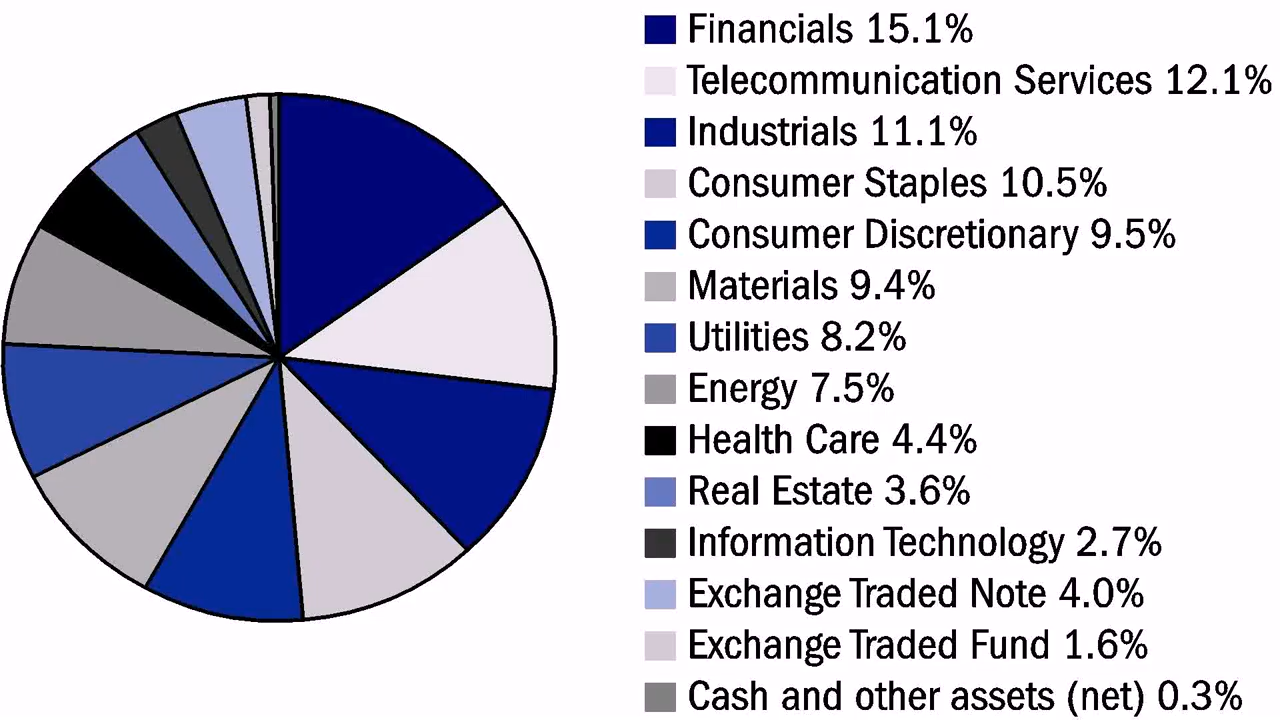 Financials 15.1%
Telecommunication Services 12.1%
Industrials 11.1%
Consumer Staples 10.5%
Consumer Discretionary 9.5%
Materials 9.4%
Utilities 8.2%
Energy 7.5%
Health Care 4.4%
Real Estate 3.6%
Information Technology 2.7%
Exchange Traded Note 4.0%
Exchange Traded Fund 1.6%
Cash and other assets (net) 0.3%